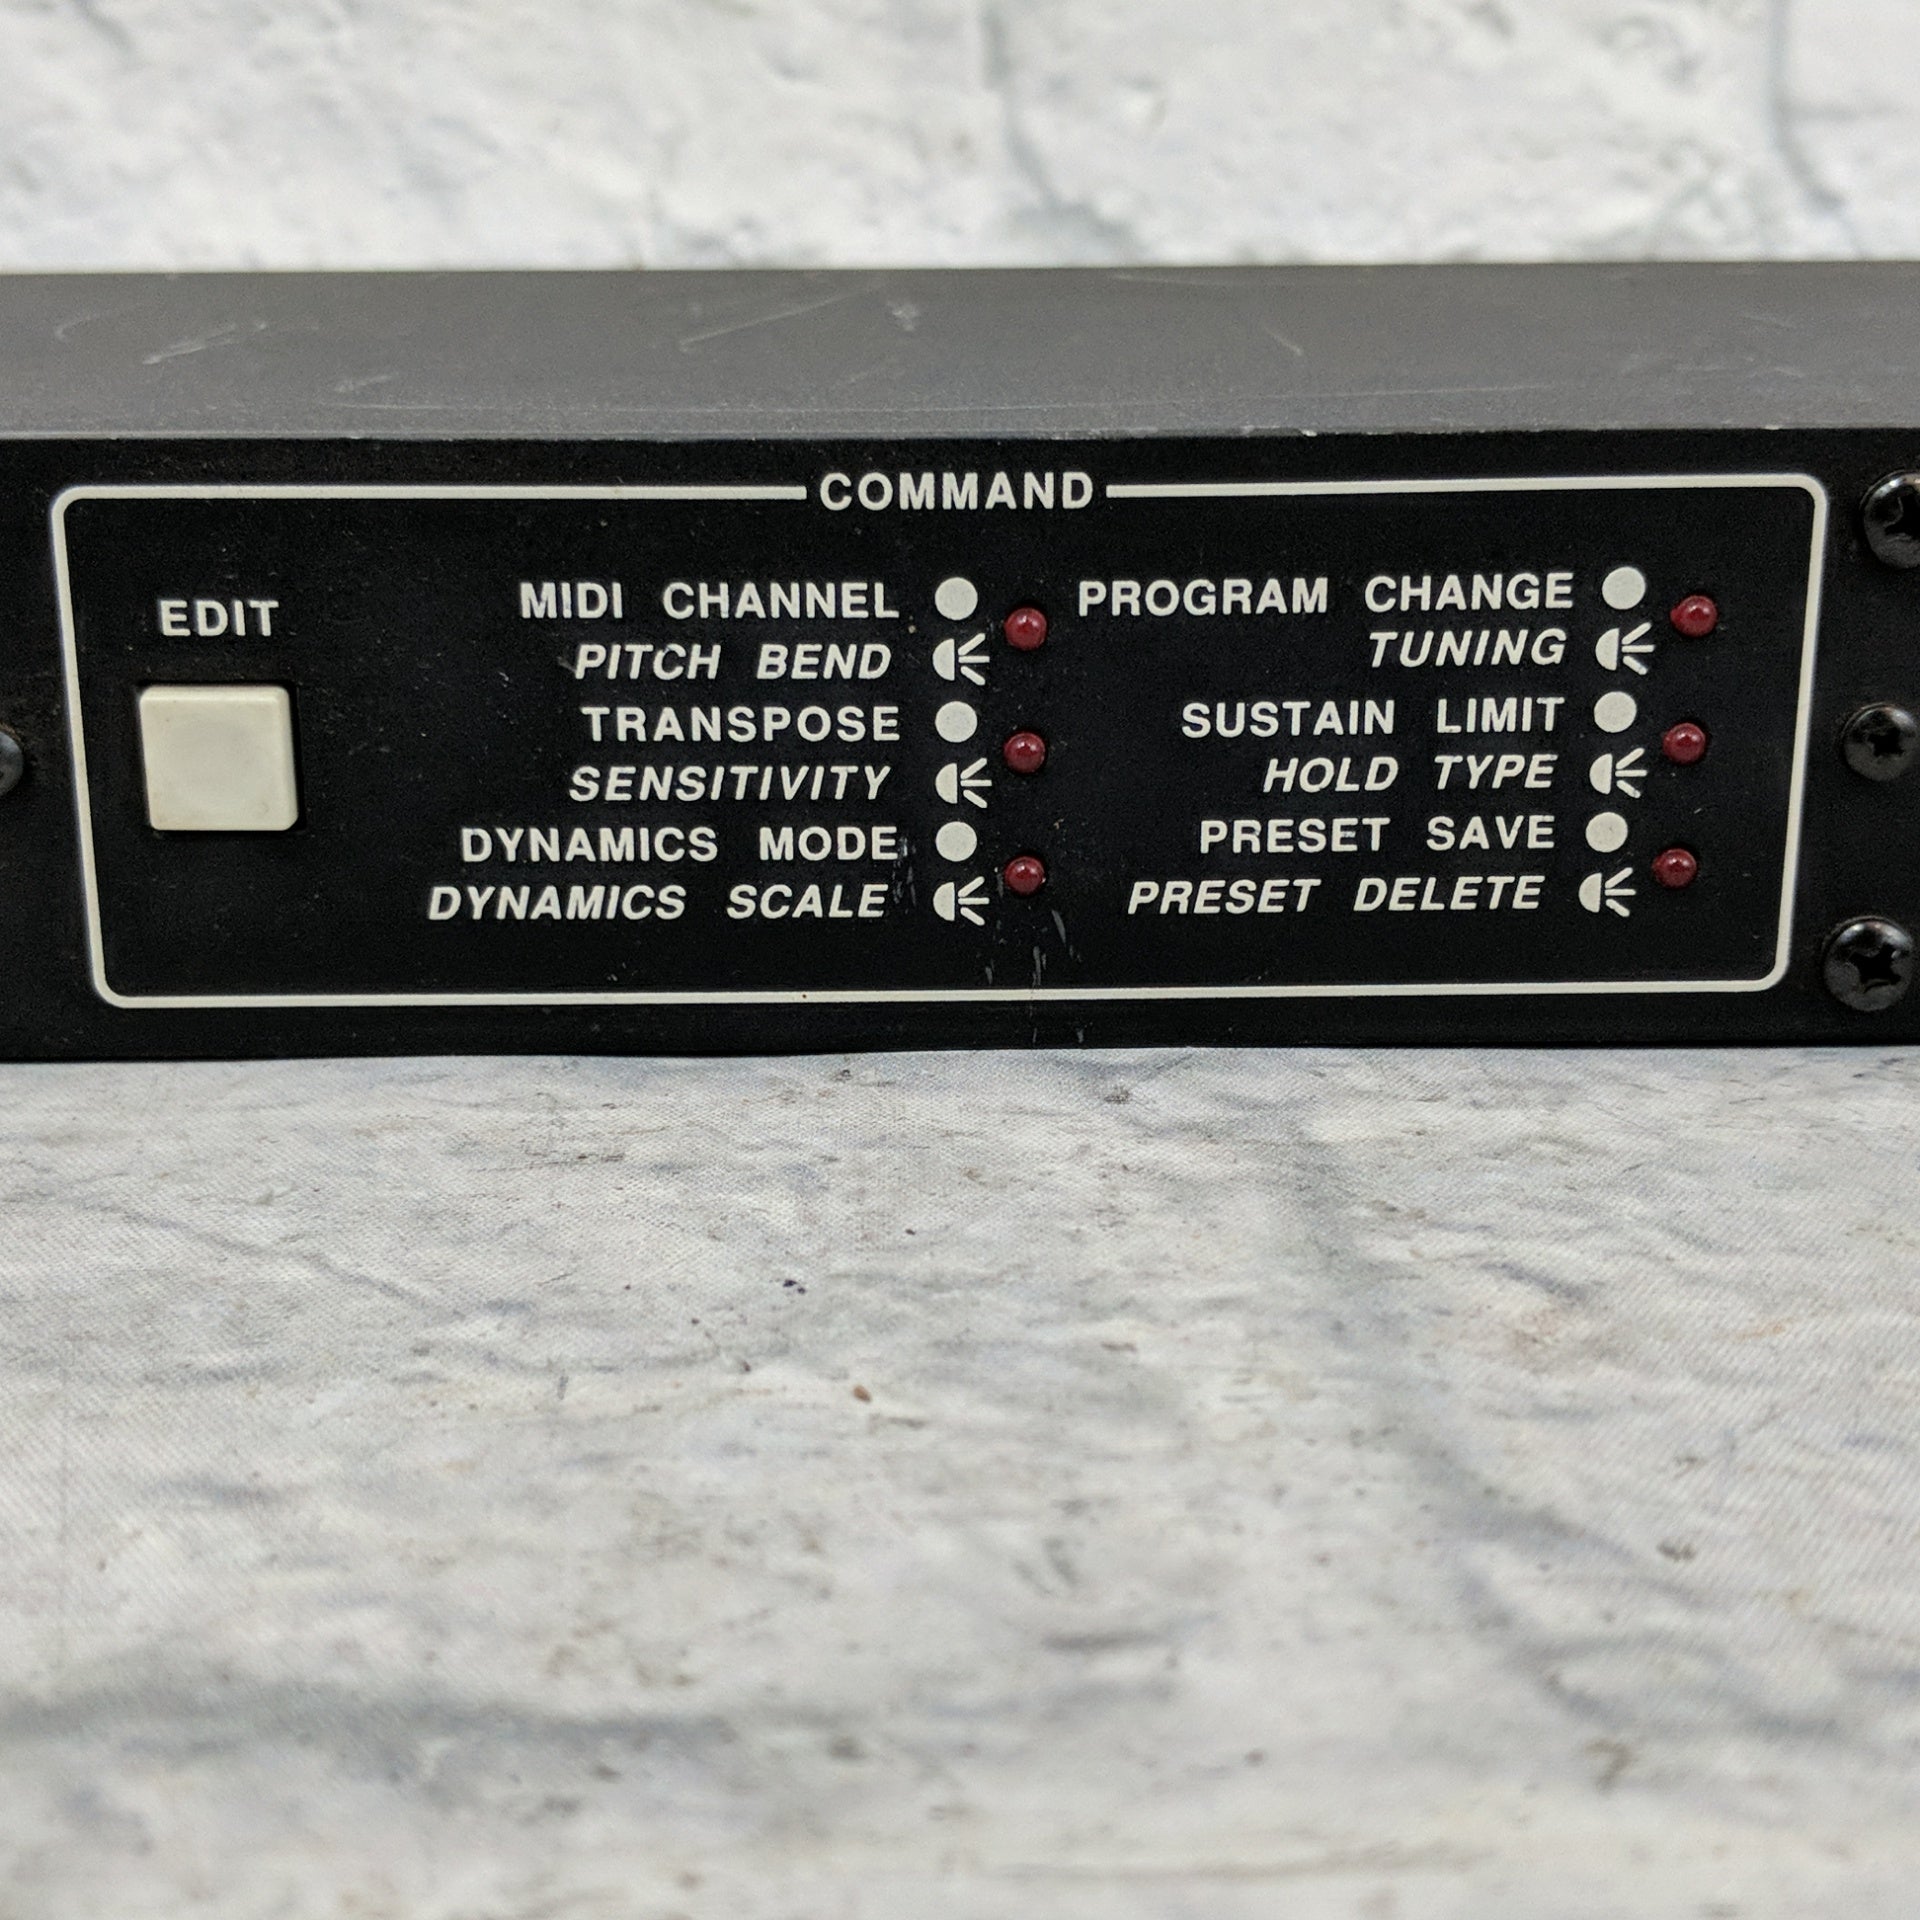 COMMAND
EDIT
MIDI CHANNEL
PITCH BEND
TRANSPOSE
SENSITIVITY
DYNAMICS MODE
DYNAMICS SCALE
PROGRAM CHANGE
TUNING
SUSTAIN LIMIT
HOLD TYPE
PRESET SAVE
PRESET DELETE